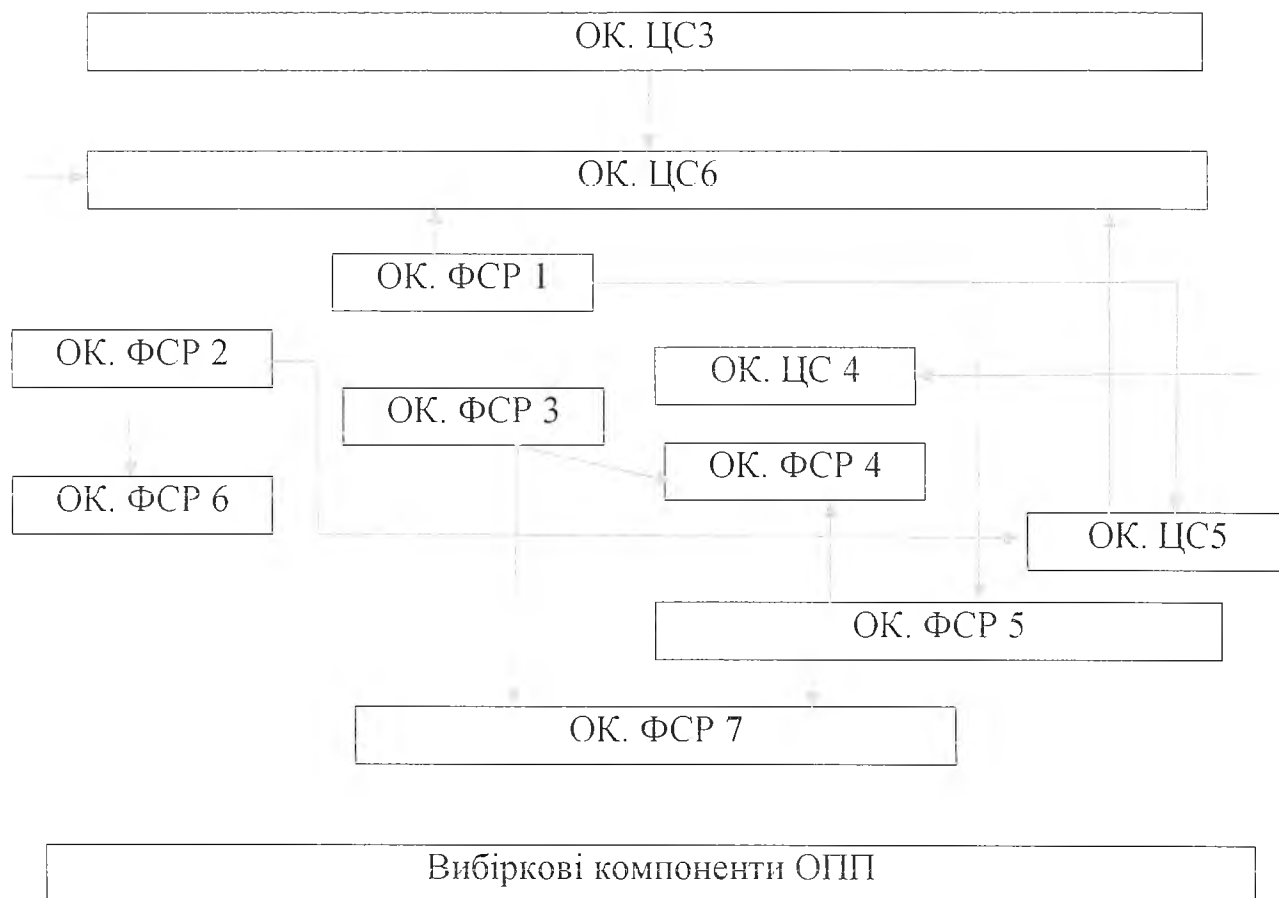 ОК. ЦС3
ОК. ЦС6
ОК. ФСР 1
ОК. ФСР 2
ОК. ЦС 4
ОК. ФСР 3
ОК. ФСР 4
ОК. ФСР 6
ОК. ЦС5
ОК. ФСР 5
ОК. ФСР 7
Вибіркові компоненти ОПП